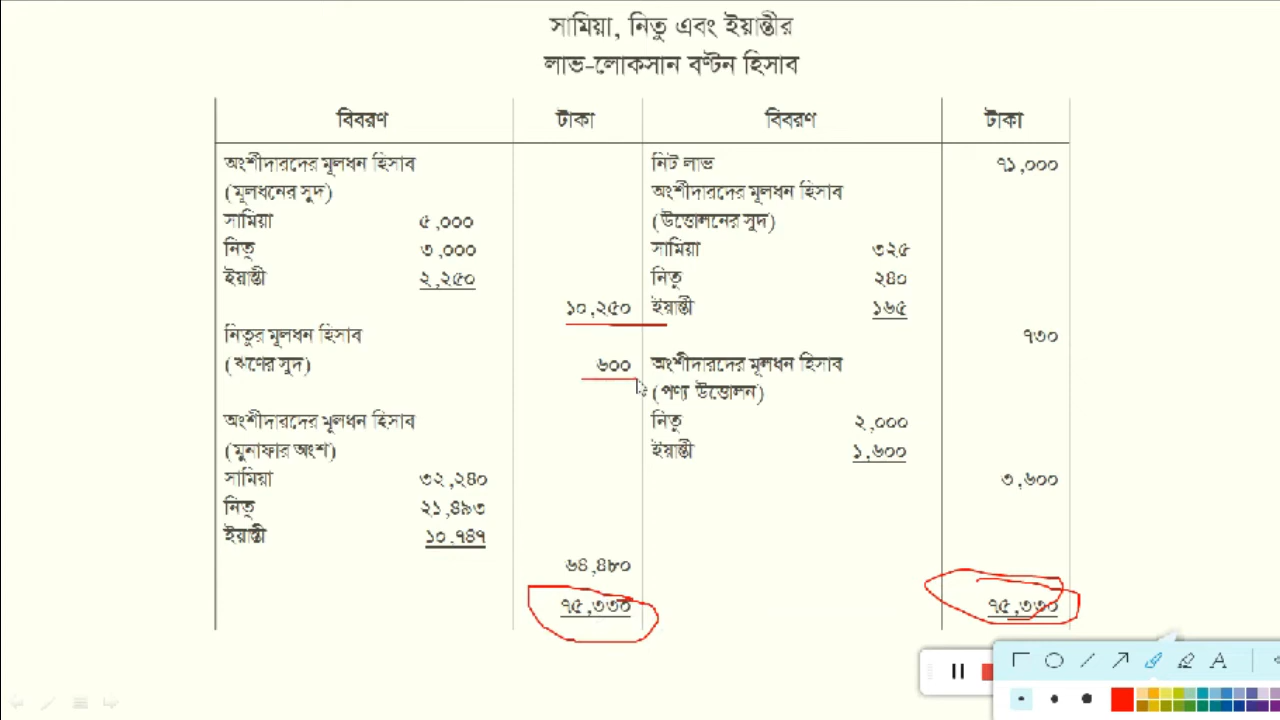 সামিয়া, নিতু এবং ইয়ান্তীর
লাভ-লোকসান বণ্টন হিসাব
বিবরণ টাকা বিবরণ টাকা
অংশীদারদের মূলধন হিসাব নিট লাভ ৭১,০০০
(মূলধনের সুদ) অংশীদারদের মূলধন হিসাব
সামিয়া ৫,০০০ (উত্তোলনের সুদ)
নিতু ৩,০০০ সামিয়া ৩২৫
ইয়ান্তী ২,২৫০ নিতু ২৪০
১০,২৫০ ইয়ান্তী ১৬৫
নিতুর মূলধন হিসাব ৭৩০
(ঋণের সুদ) ৬০০ অংশীদারদের মূলধন হিসাব
(পণ্য উত্তোলন)
অংশীদারদের মূলধন হিসাব নিতু ২,০০০
(মুনাফার অংশ) ইয়ান্তী ১,৬০০
সামিয়া ৩২,২৪০ ৩,৬০০
নিতু ২১,৪৯৩
ইয়ান্তী ১০,৭৪৭
৬৪,৪৮০
৭৫,৩৩০ ৭৫,৩৩০
A